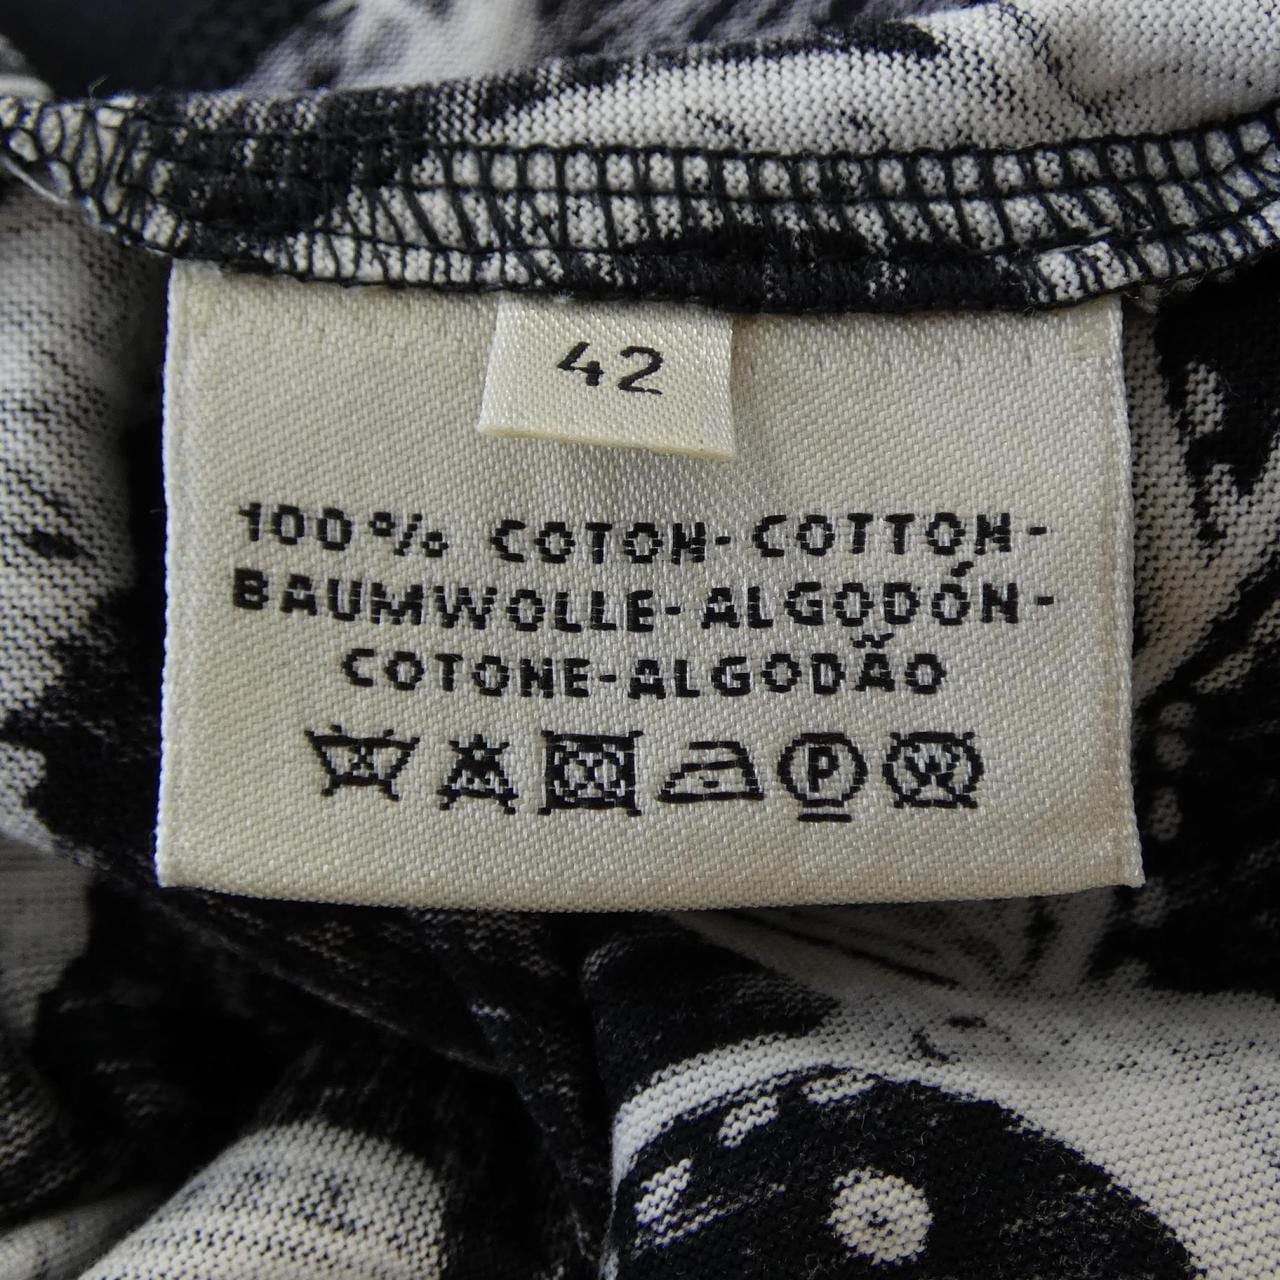 42
100% COTON-COTTON-
BAUMWOLLE-ALGODÓN-
COTONE-ALGODÃO
P W